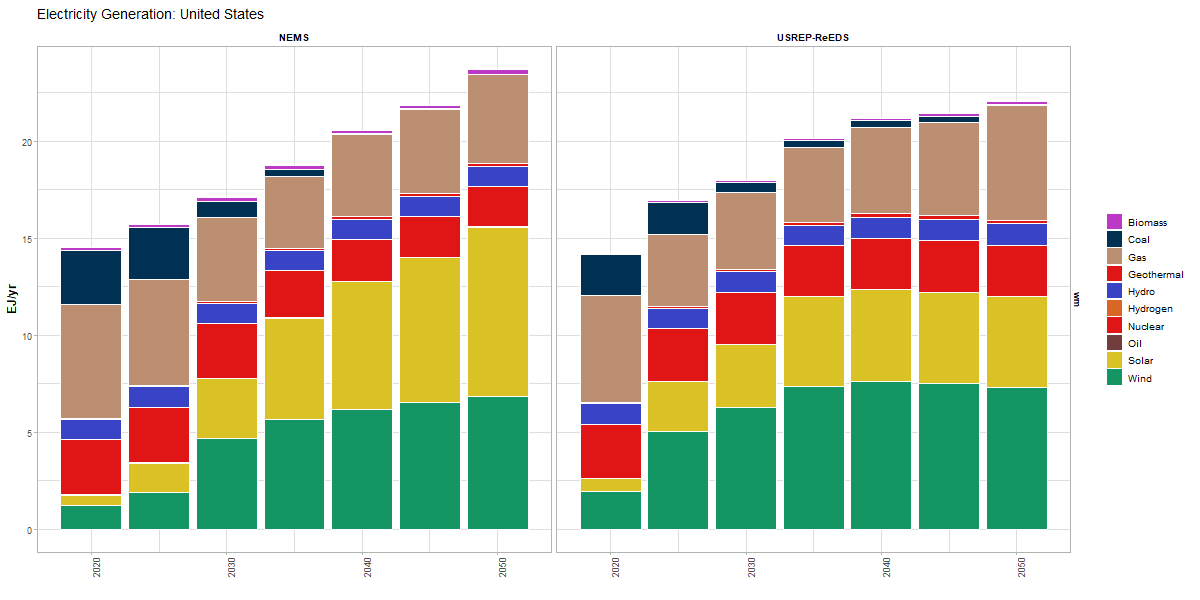 Electricity Generation: United States
NEMS
USREP-ReEDS
EJ/yr
20
15
10
5
0
2020
2030
2040
2050
2020
2030
2040
2050
wm
Biomass
Coal
Gas
Geothermal
Hydro
Hydrogen
Nuclear
Oil
Solar
Wind